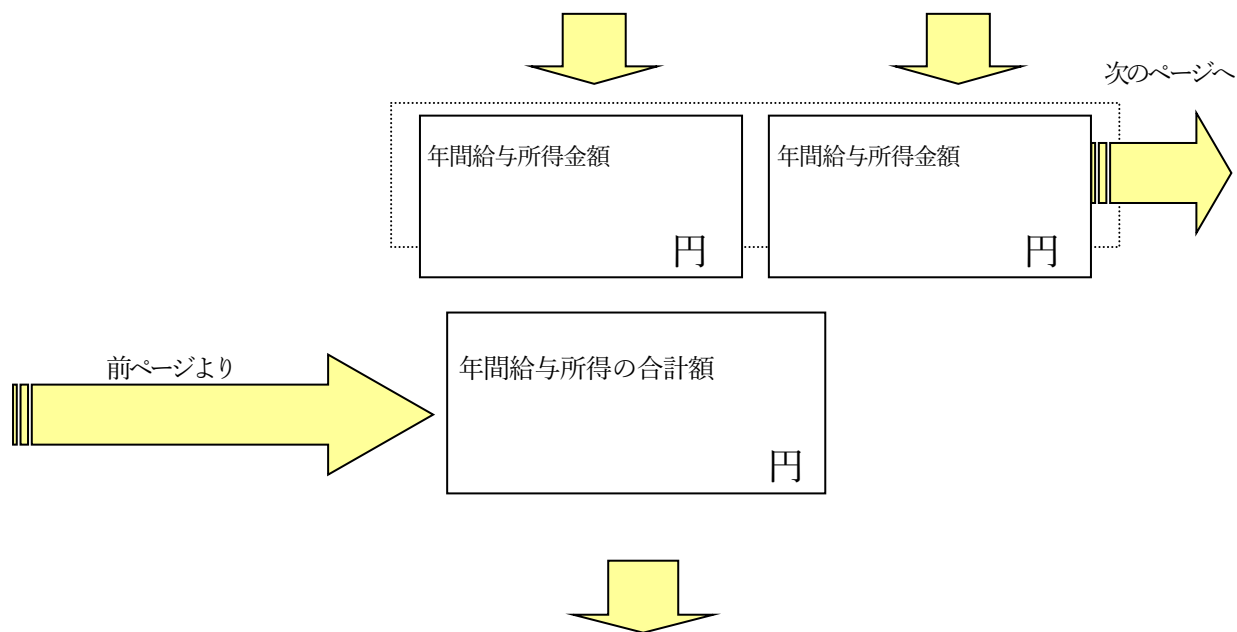 次のページへ
年間給与所得金額
年間給与所得金額
円
円
前ページより
年間給与所得の合計額
円